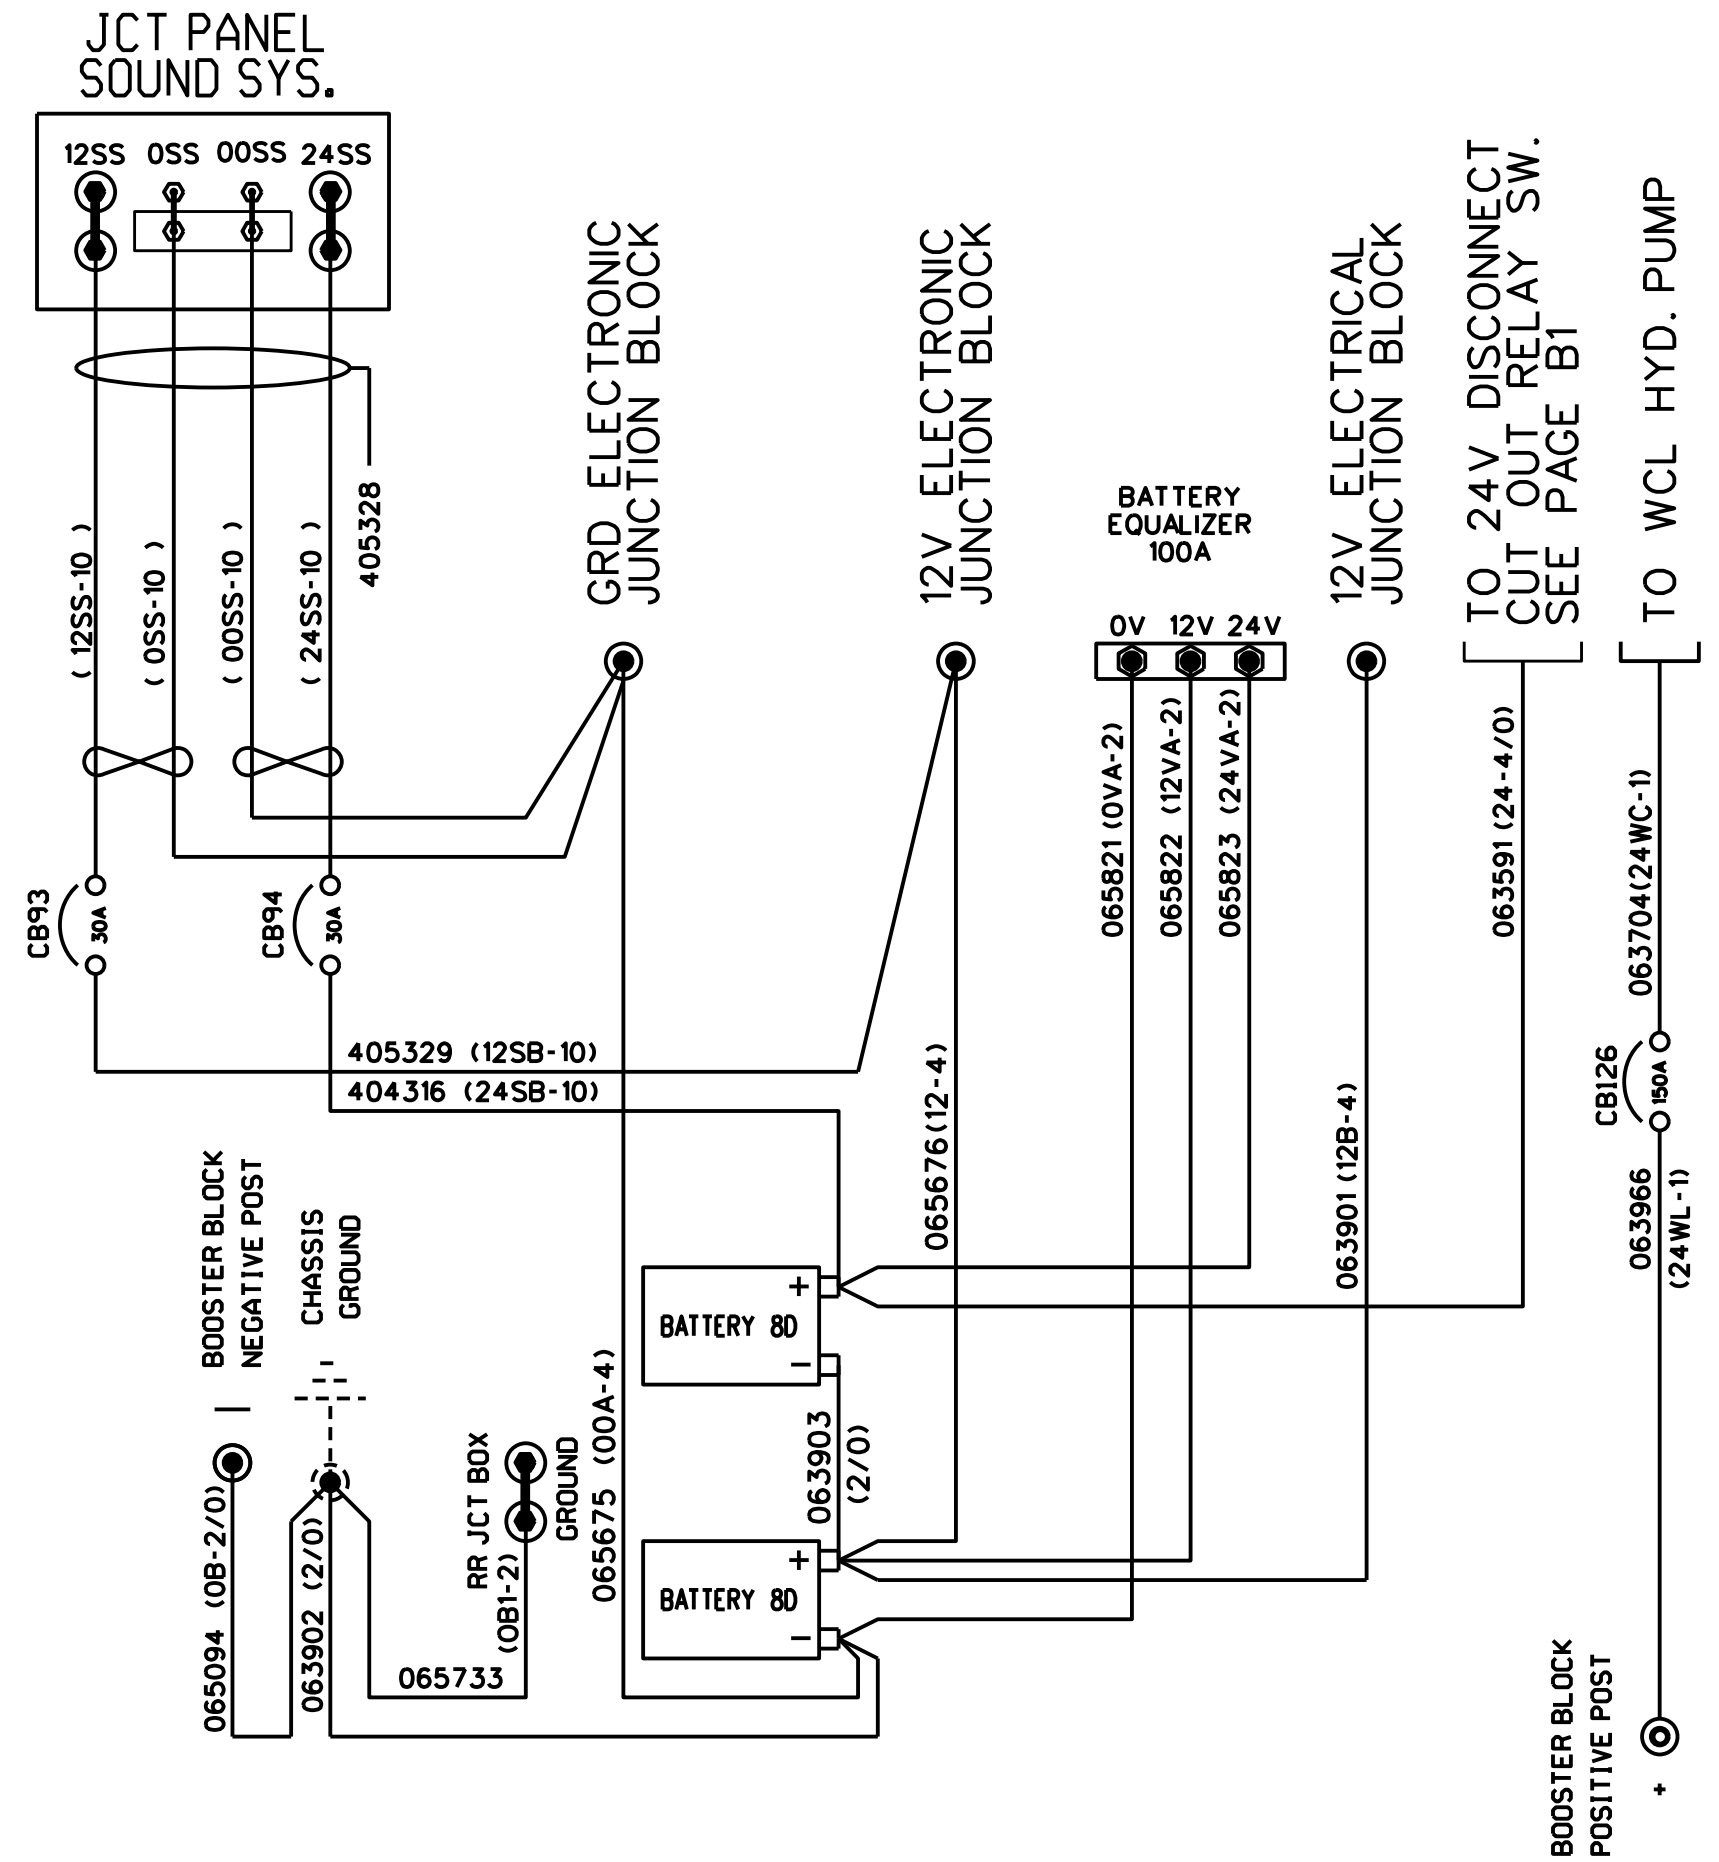 JCT PANEL
SOUND SYS.
12SS 0SS 00SS 24SS
405328
( 12SS-10 )
( 0SS-10 )
( 00SS-10 )
( 24SS-10 )
GRD ELECTRONIC
JUNCTION BLOCK
12V ELECTRONIC
JUNCTION BLOCK
BATTERY
EQUALIZER
100A
0V 12V 24V
12V ELECTRICAL
JUNCTION BLOCK
TO 24V DISCONNECT
CUT OUT RELAY SW.
SEE PAGE B1
TO WCL HYD. PUMP
065821 (0VA-2)
065822 (12VA-2)
065823 (24VA-2)
063591 (24-4/0)
063704 (24WC-1)
CB93
30A
CB94
30A
405329 (12SB-10)
404316 (24SB-10)
065676 (12-4)
063901 (12B-4)
CB126
150A
063966
(24WL-1)
BOOSTER BLOCK
NEGATIVE POST
CHASSIS
GROUND
+
BATTERY 8D
–
RR JCT BOX
GROUND
065675 (00A-4)
063903
(2/0)
065094 (0B-2/0)
063902 (2/0)
(0B1-2)
065733
+
BATTERY 8D
–
BOOSTER BLOCK
POSITIVE POST
+